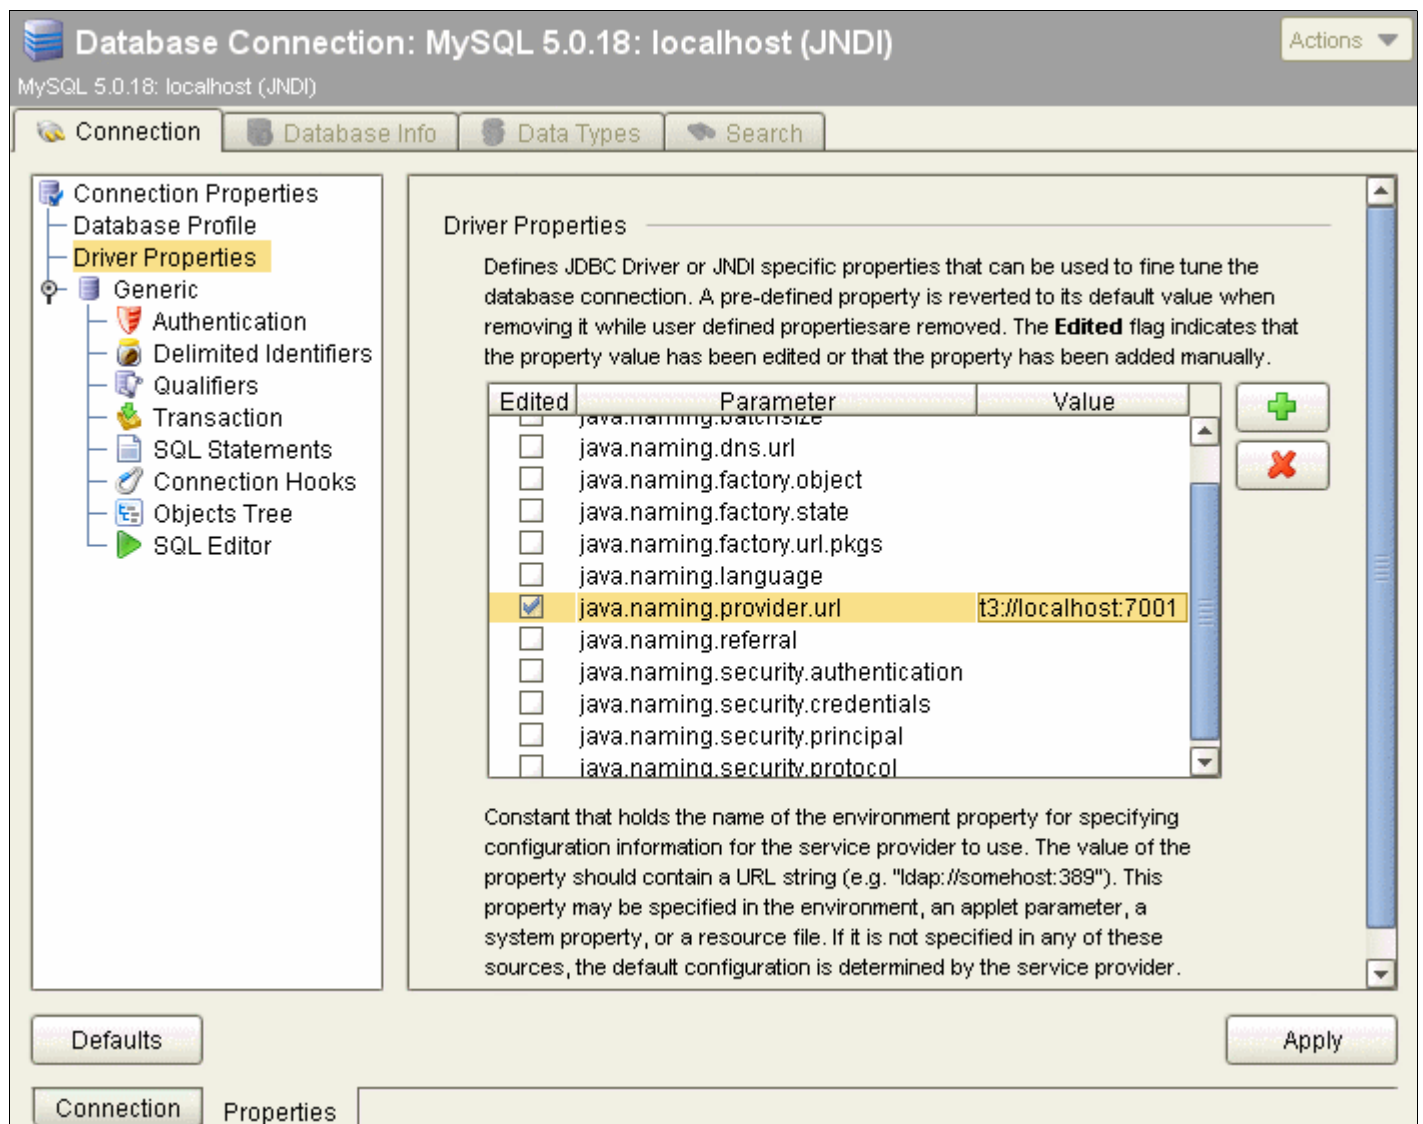 Database Connection: MySQL 5.0.18: localhost (JNDI)
Actions
MySQL 5.0.18: localhost (JNDI)
Connection
Database Info
Data Types
Search
Connection Properties
Database Profile
Driver Properties
Generic
Authentication
Delimited Identifiers
Qualifiers
Transaction
SQL Statements
Connection Hooks
Objects Tree
SQL Editor
Driver Properties
Defines JDBC Driver or JNDI specific properties that can be used to fine tune the
database connection. A pre-defined property is reverted to its default value when
removing it while user defined propertiesare removed. The Edited flag indicates that
the property value has been edited or that the property has been added manually.
Edited Parameter Value
java.naming.batchsize
java.naming.dns.url
java.naming.factory.object
java.naming.factory.state
java.naming.factory.url.pkgs
java.naming.language
java.naming.provider.url t3://localhost:7001
java.naming.referral
java.naming.security.authentication
java.naming.security.credentials
java.naming.security.principal
java.naming.security.protocol
Constant that holds the name of the environment property for specifying
configuration information for the service provider to use. The value of the
property should contain a URL string (e.g. "ldap://somehost:389"). This
property may be specified in the environment, an applet parameter, a
system property, or a resource file. If it is not specified in any of these
sources, the default configuration is determined by the service provider.
Defaults
Apply
Connection
Properties